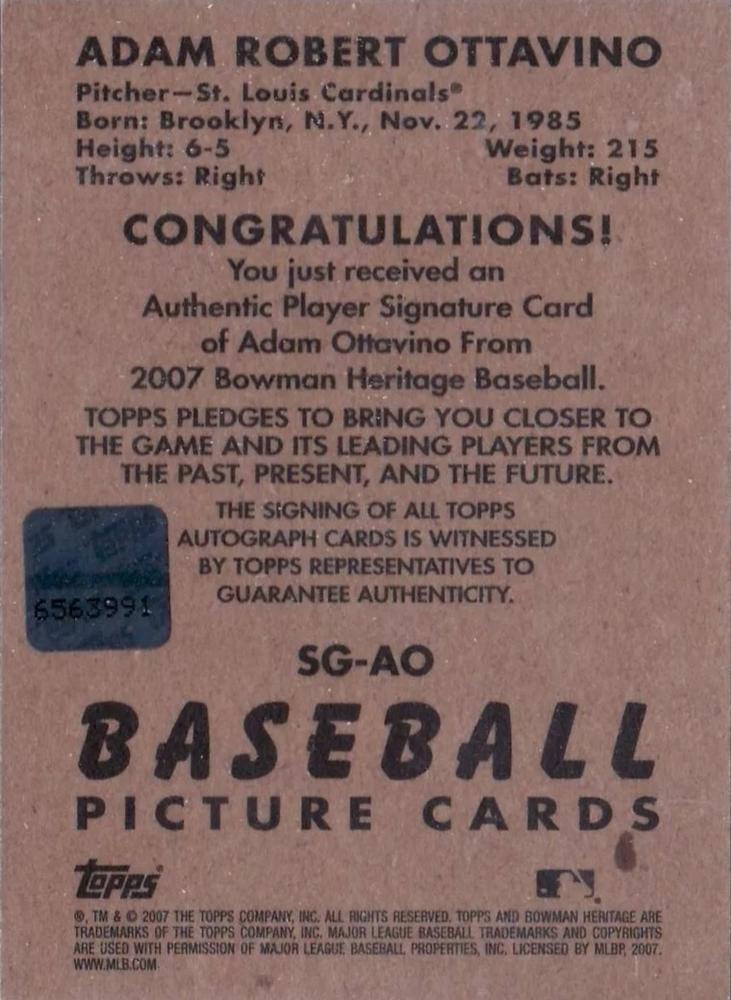 ADAM ROBERT OTTAVINO
Pitcher—St. Louis Cardinals®
Born: Brooklyn, N.Y., Nov. 22, 1985
Height: 6-5 Weight: 215
Throws: Right Bats: Right
CONGRATULATIONS!
You just received an
Authentic Player Signature Card
of Adam Ottavino From
2007 Bowman Heritage Baseball.
TOPPS PLEDGES TO BRING YOU CLOSER TO
THE GAME AND ITS LEADING PLAYERS FROM
THE PAST, PRESENT, AND THE FUTURE.
THE SIGNING OF ALL TOPPS
AUTOGRAPH CARDS IS WITNESSED
BY TOPPS REPRESENTATIVES TO
GUARANTEE AUTHENTICITY.
6563991
SG-AO
BASEBALL
PICTURE CARDS
Topps®
®, TM & © 2007 THE TOPPS COMPANY, INC. ALL RIGHTS RESERVED. TOPPS AND BOWMAN HERITAGE ARE
TRADEMARKS OF THE TOPPS COMPANY, INC. MAJOR LEAGUE BASEBALL TRADEMARKS AND COPYRIGHTS
ARE USED WITH PERMISSION OF MAJOR LEAGUE BASEBALL PROPERTIES, INC. LICENSED BY MLBP, 2007.
WWW.MLB.COM